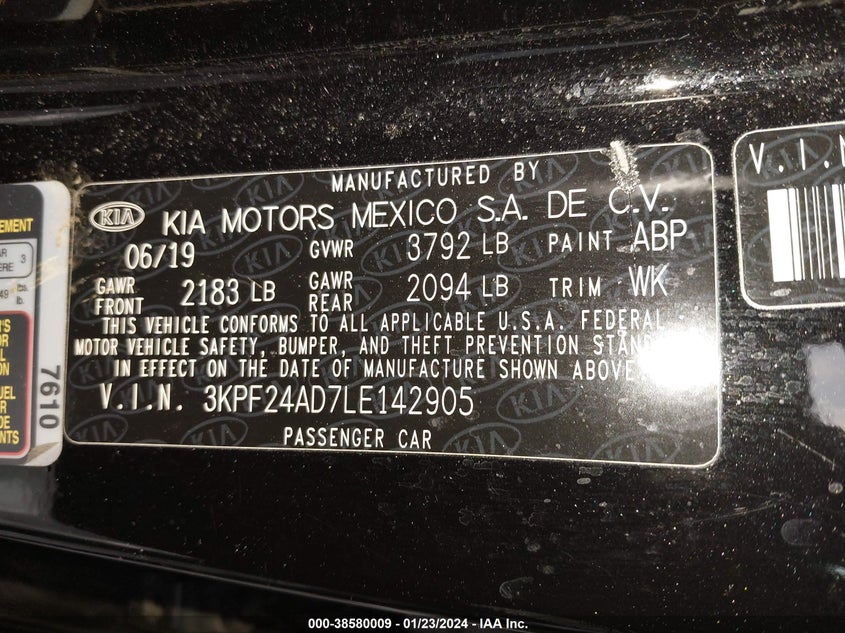 MANUFACTURED BY
KIA KIA MOTORS MEXICO S.A. DE C.V.
06/19 GVWR 3792 LB PAINT ABP
GAWR FRONT 2183 LB GAWR REAR 2094 LB TRIM WK
THIS VEHICLE CONFORMS TO ALL APPLICABLE U.S.A. FEDERAL
MOTOR VEHICLE SAFETY, BUMPER, AND THEFT PREVENTION
IN EFFECT ON THE DATE OF MANUFACTURE SHOWN ABOVE.
V.I.N. 3KPF24AD7LE142905
PASSENGER CAR
7610
V.I.N
000-38580009 - 01/23/2024 - IAA Inc.